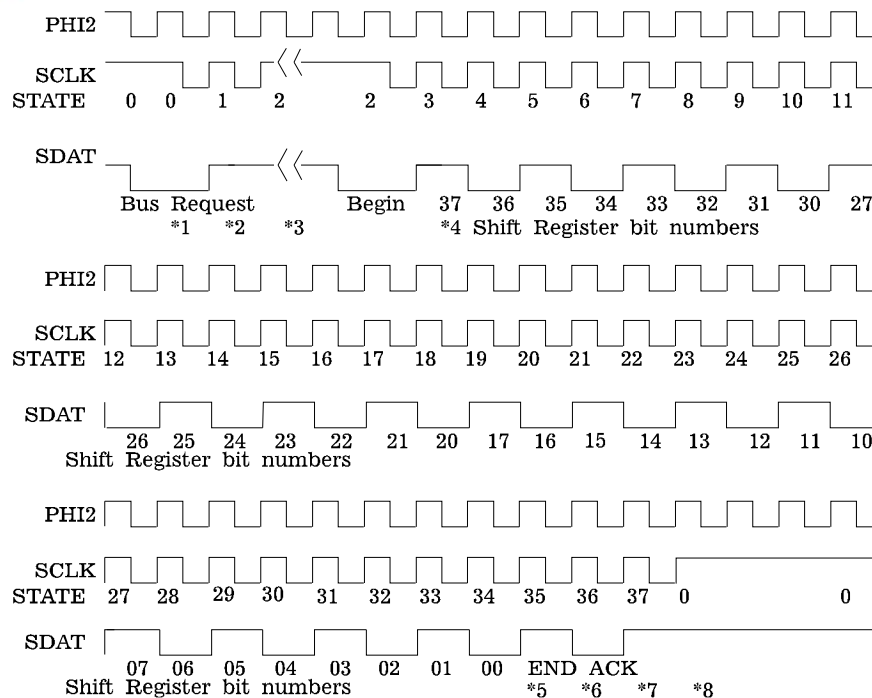 PHI2
SCLK
STATE 0 0 1 2 2 3 4 5 6 7 8 9 10 11
SDAT
Bus Request Begin 37 36 35 34 33 32 31 30 27
*1 *2 *3 *4 Shift Register bit numbers
PHI2
SCLK
STATE 12 13 14 15 16 17 18 19 20 21 22 23 24 25 26
SDAT
26 25 24 23 22 21 20 17 16 15 14 13 12 11 10
Shift Register bit numbers
PHI2
SCLK
STATE 27 28 29 30 31 32 33 34 35 36 37 0 0
SDAT
07 06 05 04 03 02 01 00 END ACK
Shift Register bit numbers *5 *6 *7 *8